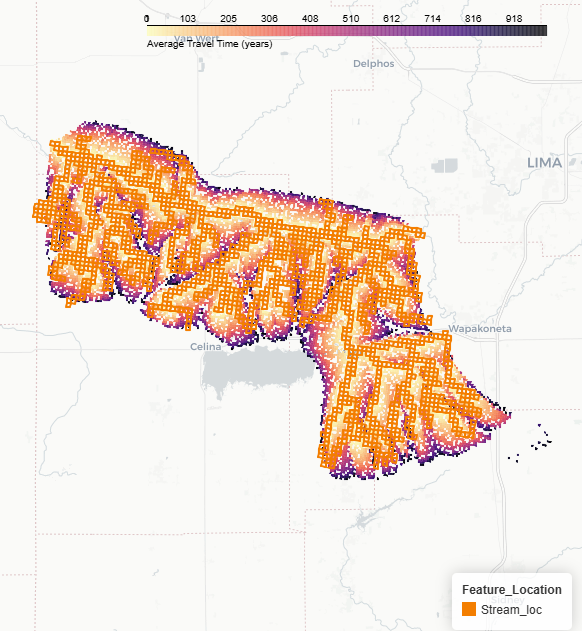 0 103 205 306 408 510 612 714 816 918
Average Travel Time (years)
Van Wert
Delphos
LIMA
Wapakoneta
Celina
Feature_Location
Stream_loc